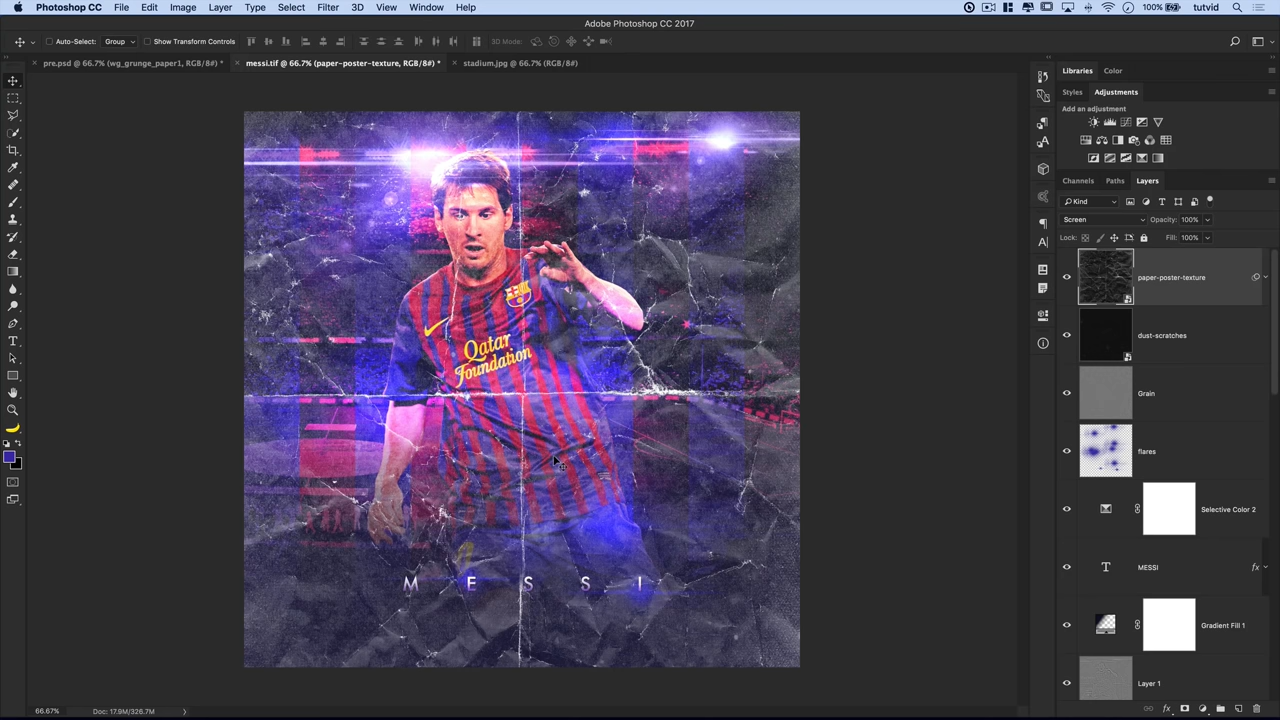 Photoshop CC File Edit Image Layer Type Select Filter 3D View Window Help 100% tutvid
Adobe Photoshop CC 2017
Auto-Select: Group Show Transform Controls 3D Mode:
pre.psd @ 66.7% (wg_grunge_paper1, RGB/8#) * messi.tif @ 66.7% (paper-poster-texture, RGB/8#) * stadium.jpg @ 66.7% (RGB/8#)
Libraries Color
Styles Adjustments
Add an adjustment
Channels Paths Layers
Kind
Screen Opacity: 100%
Lock: Fill: 100%
paper-poster-texture
dust-scratches
Grain
flares
Selective Color 2
MESSI fx
Gradient Fill 1
Layer 1
fx
Qatar
Foundation
M E S S I
66.67% Doc: 17.9M/326.7M